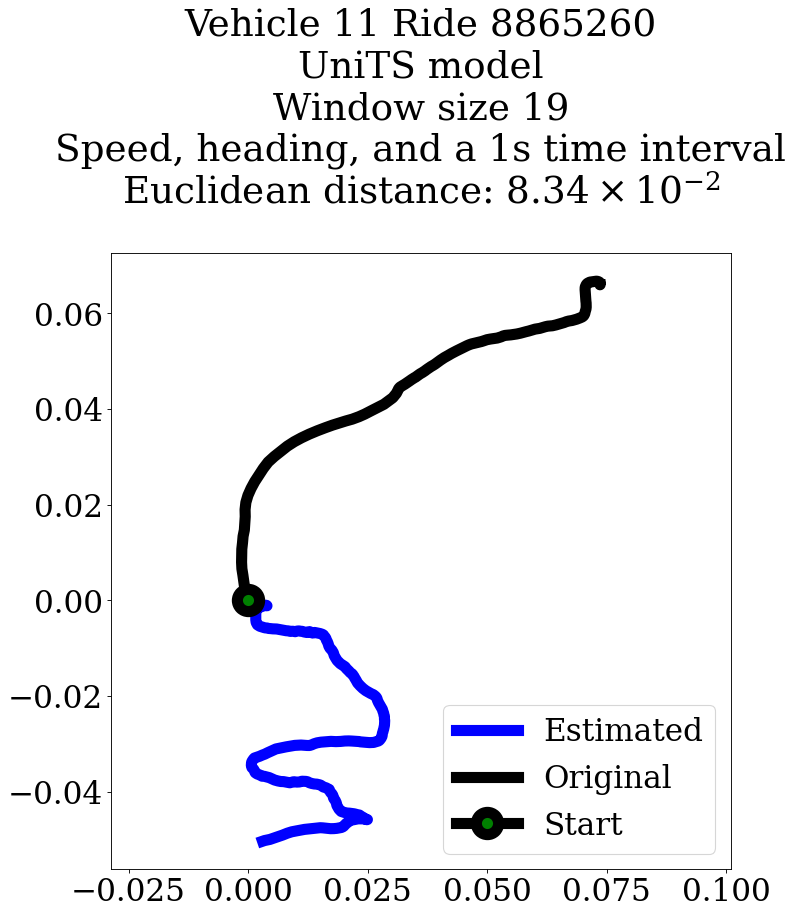 Vehicle 11 Ride 8865260
UniTS model
Window size 19
Speed, heading, and a 1s time interval
Euclidean distance: 8.34 × 10⁻²
0.06
0.04
0.02
0.00
−0.02
−0.04
Estimated
Original
Start
−0.025 0.000 0.025 0.050 0.075 0.100